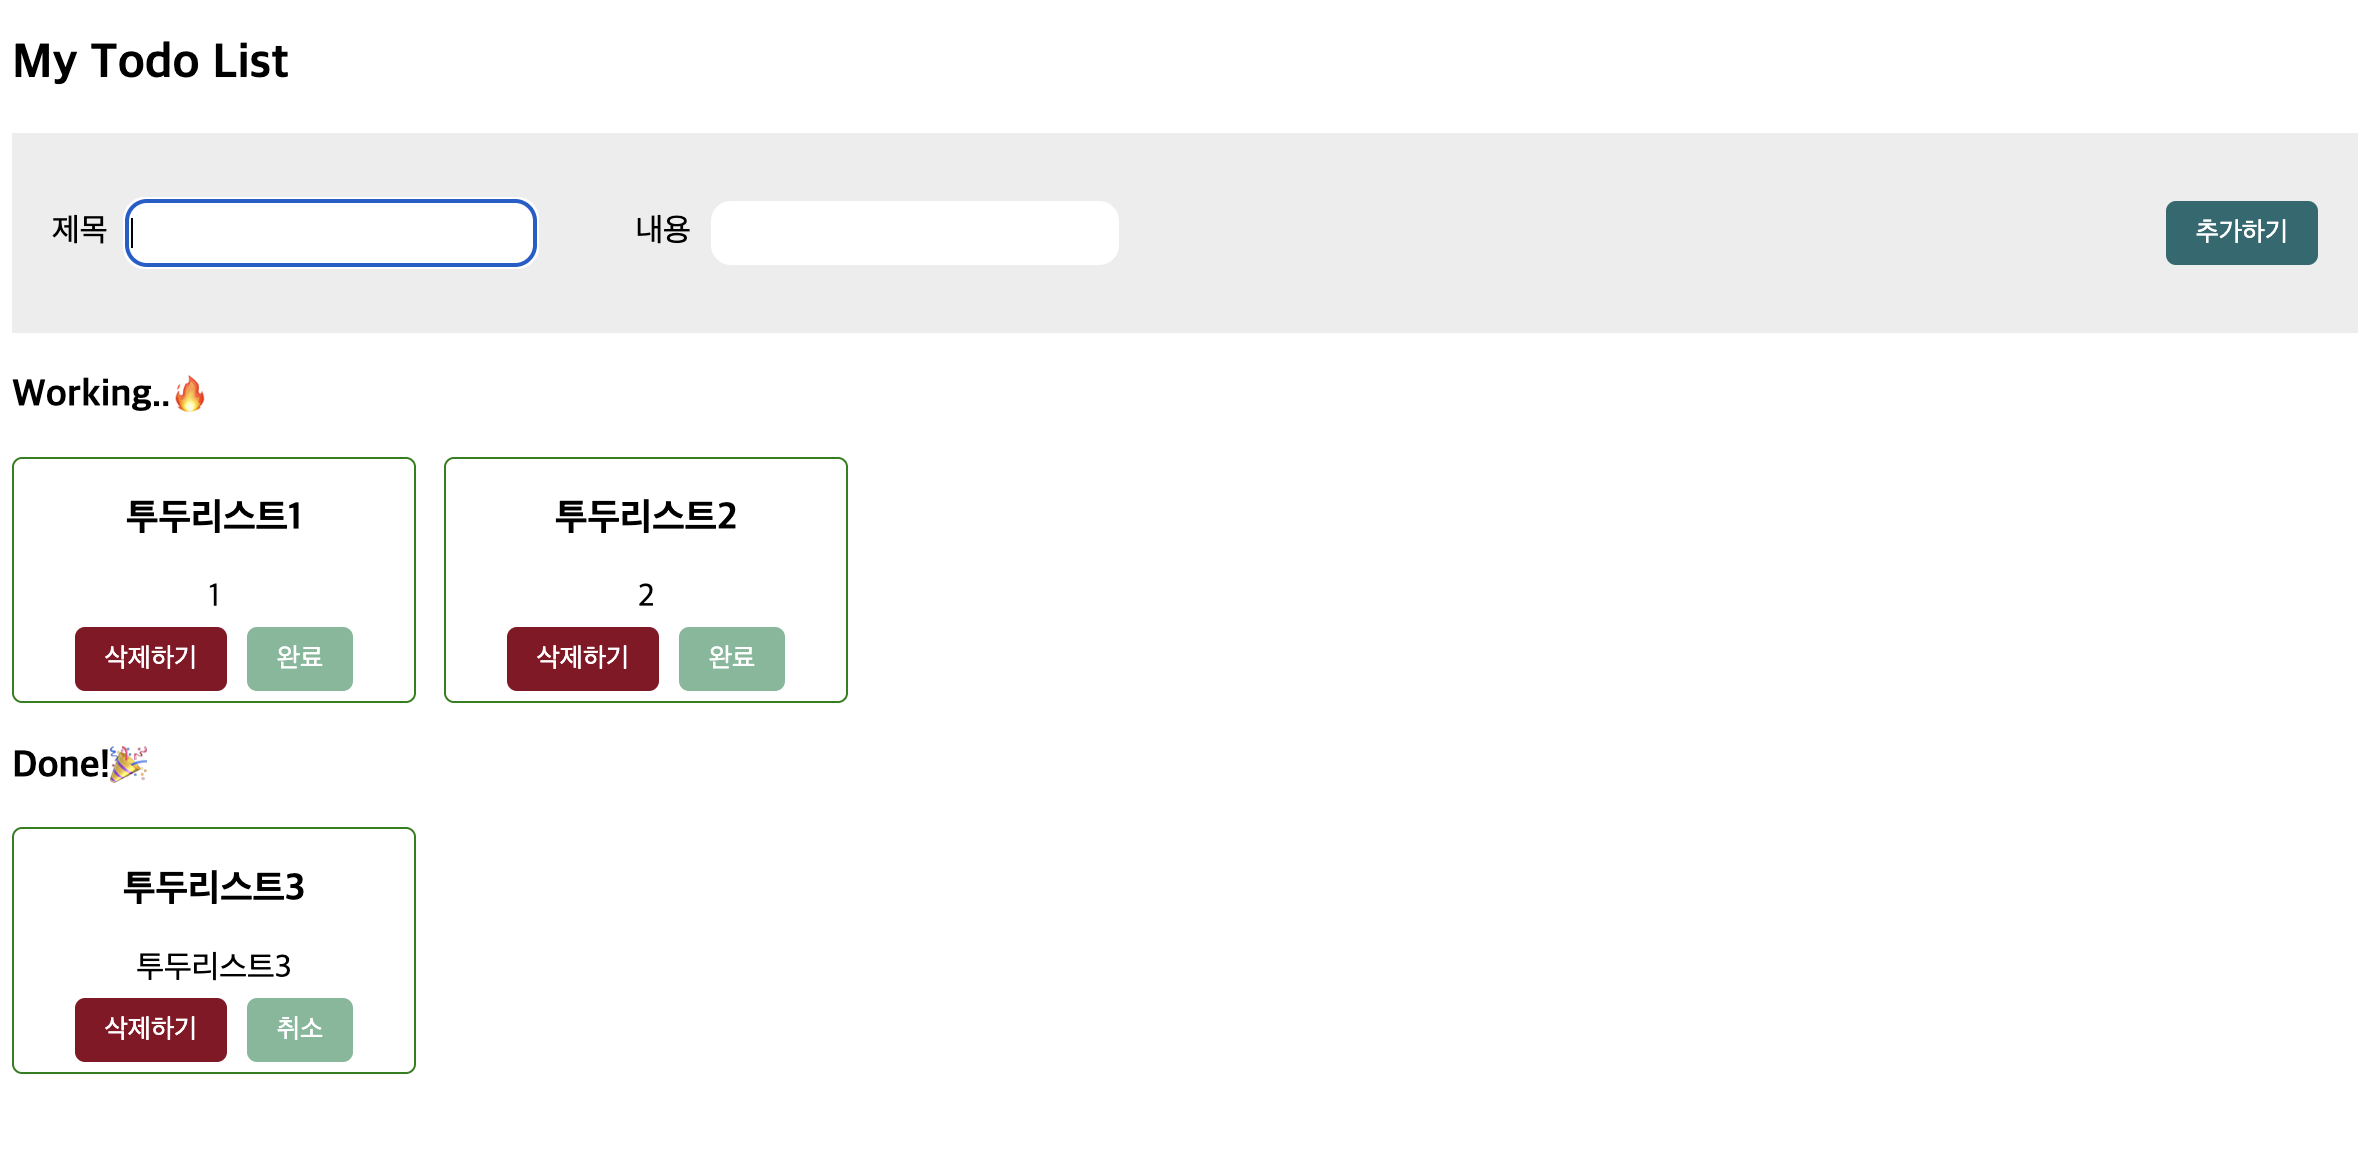 My Todo List
제목 내용 추가하기
Working..🔥
투두리스트1 투두리스트2
1 2
삭제하기 완료 삭제하기 완료
Done!🎉
투두리스트3
투두리스트3
삭제하기 취소